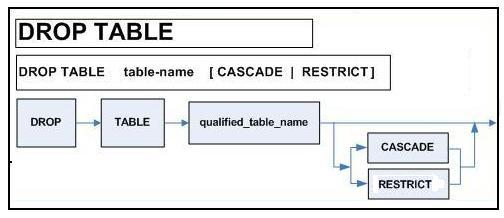 DROP TABLE
DROP TABLE table-name [ CASCADE | RESTRICT ]
DROP TABLE qualified_table_name
CASCADE
RESTRICT